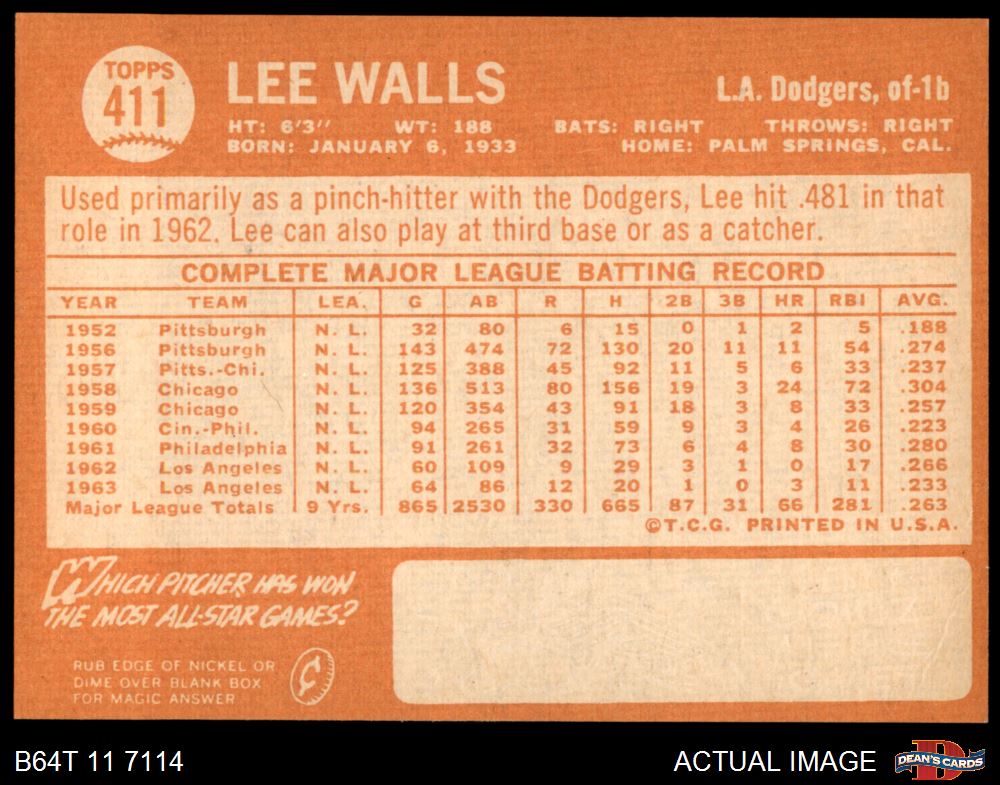 TOPPS
411
LEE WALLS
L.A. Dodgers, of-1b
HT: 6'3" WT: 188 BATS: RIGHT THROWS: RIGHT
BORN: JANUARY 6, 1933 HOME: PALM SPRINGS, CAL.
Used primarily as a pinch-hitter with the Dodgers, Lee hit .481 in that
role in 1962. Lee can also play at third base or as a catcher.
COMPLETE MAJOR LEAGUE BATTING RECORD
YEAR TEAM LEA. G AB R H 2B 3B HR RBI AVG.
1952 Pittsburgh N. L. 32 80 6 15 0 1 2 5 .188
1956 Pittsburgh N. L. 143 474 72 130 20 11 11 54 .274
1957 Pitts.-Chi. N. L. 125 388 45 92 11 5 6 33 .237
1958 Chicago N. L. 136 513 80 156 19 3 24 72 .304
1959 Chicago N. L. 120 354 43 91 18 3 8 33 .257
1960 Cin.-Phil. N. L. 94 265 31 59 9 3 4 26 .223
1961 Philadelphia N. L. 91 261 32 73 6 4 8 30 .280
1962 Los Angeles N. L. 60 109 9 29 3 1 0 17 .266
1963 Los Angeles N. L. 64 86 12 20 1 0 3 11 .233
Major League Totals 9 Yrs. 865 2530 330 665 87 31 66 281 .263
©T.C.G. PRINTED IN U.S.A.
WHICH PITCHER HAS WON
THE MOST ALL-STAR GAMES?
RUB EDGE OF NICKEL OR
DIME OVER BLANK BOX
FOR MAGIC ANSWER
¢
B64T 11 7114
ACTUAL IMAGE
D
DEAN'S CARDS